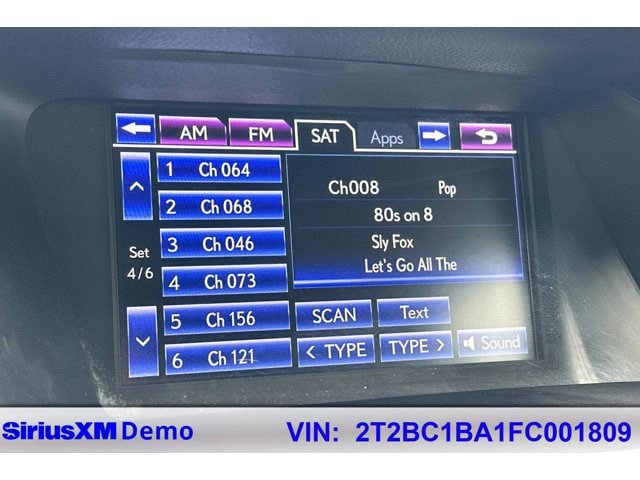 AM FM SAT Apps
1 Ch 064
2 Ch 068
3 Ch 046
4 Ch 073
5 Ch 156
6 Ch 121
Set
4/6
Ch008 Pop
80s on 8
Sly Fox
Let's Go All The
SCAN Text
< TYPE TYPE > Sound
SiriusXM Demo VIN: 2T2BC1BA1FC001809